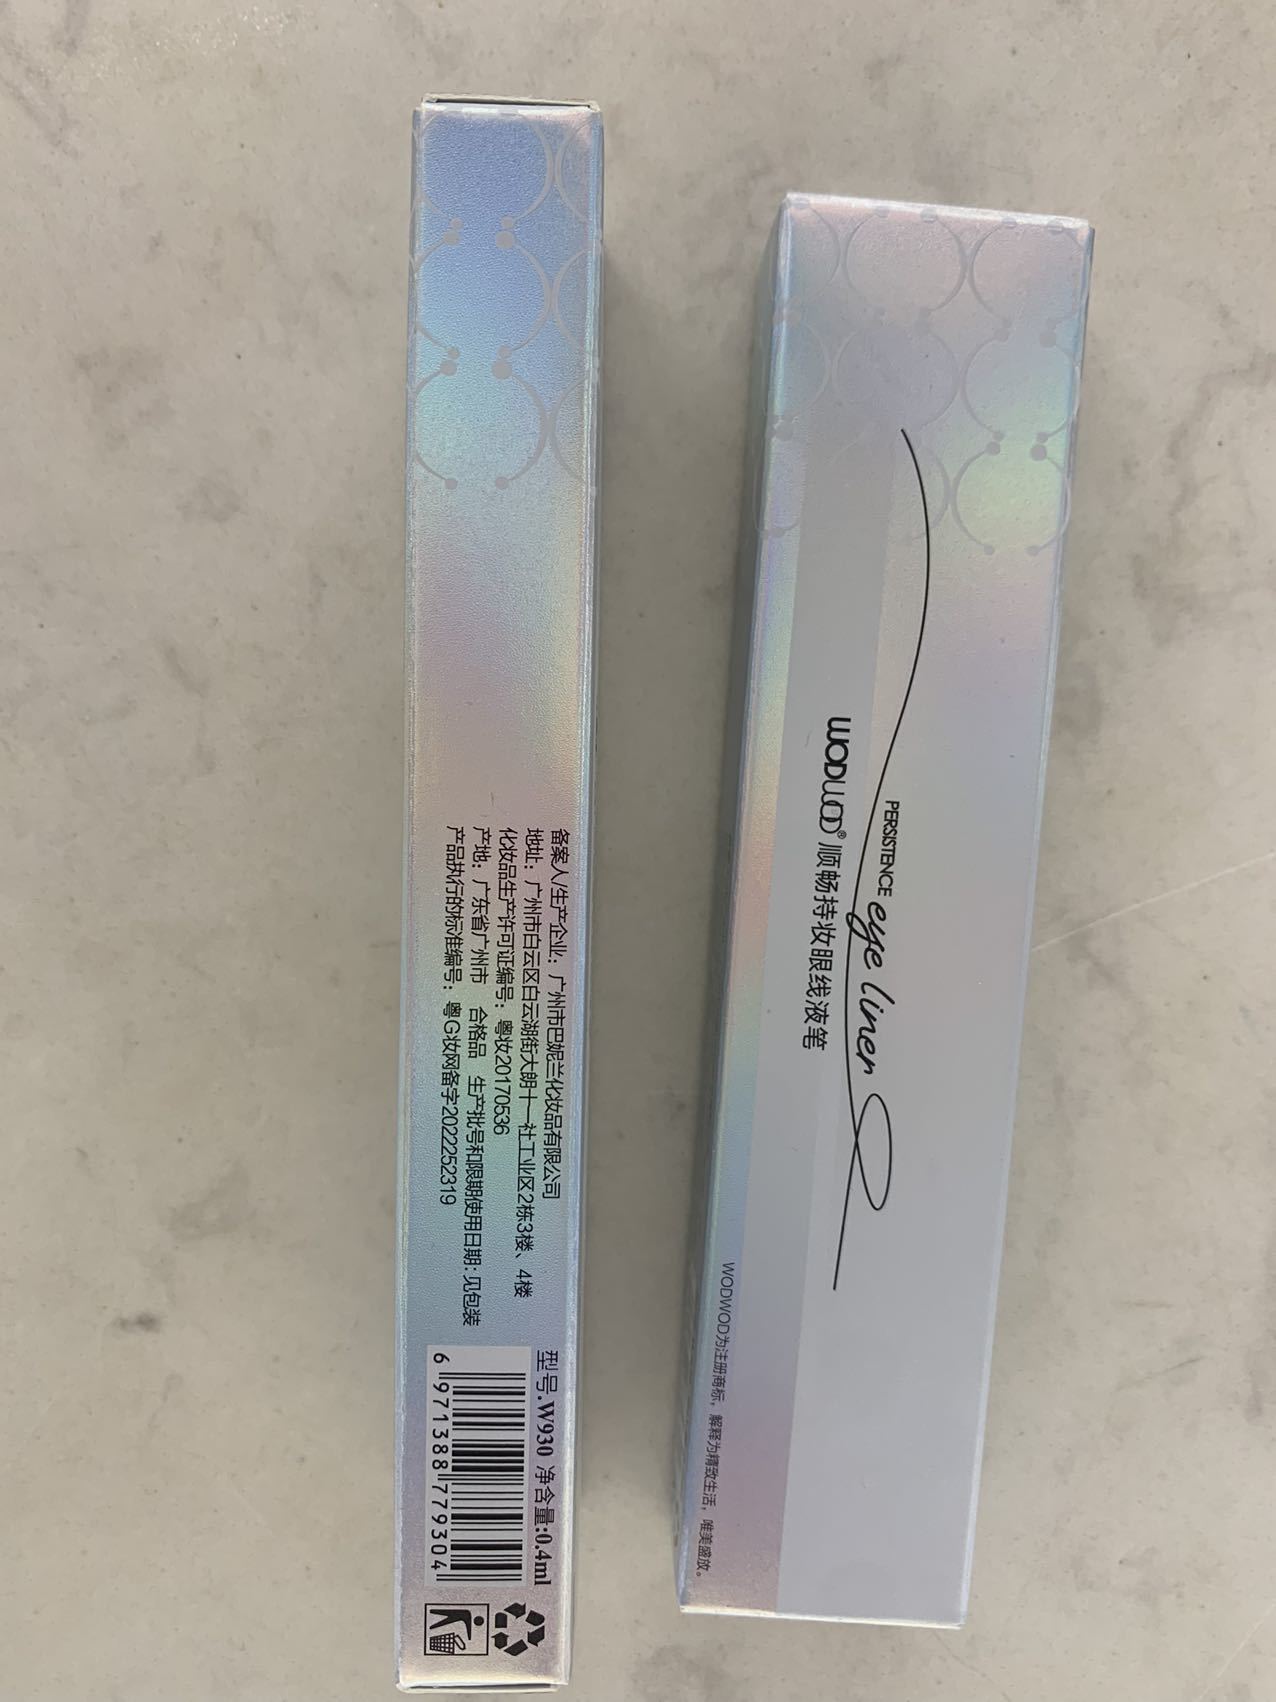 备案人/生产企业：广州市巴妮兰化妆品有限公司
地址：广州市白云区白云湖街大朗十一社工业区2栋3楼、4楼
化妆品生产许可证编号：粤妆20170536
产地：广东省广州市 合格品 生产批号和限期使用日期：见包装
产品执行的标准编号：粤G妆网备字2022252319
型号.W930 净含量:0.4ml
6 971388 779304
PERSISTENCE eye liner
WODWOD® 顺畅持妆眼线液笔
WODWOD为注册商标，解释为精致生活，唯美盛放。